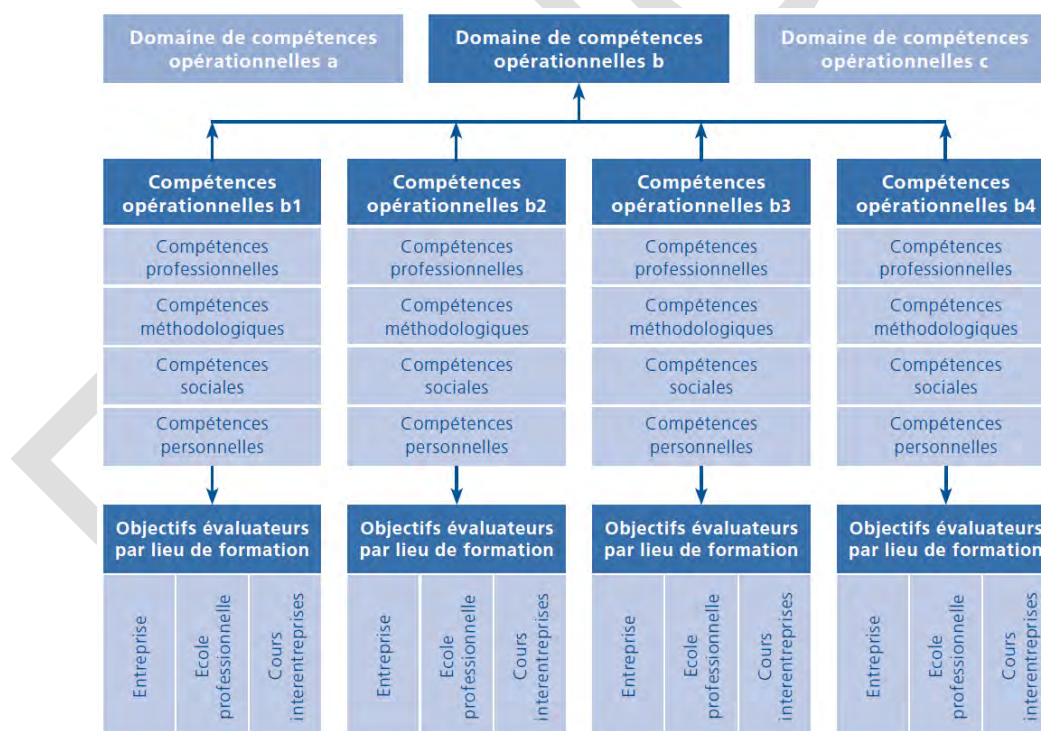 Domaine de compétences
opérationnelles a
Domaine de compétences
opérationnelles b
Domaine de compétences
opérationnelles c
Compétences
opérationnelles b1
Compétences
opérationnelles b2
Compétences
opérationnelles b3
Compétences
opérationnelles b4
Compétences
professionnelles
Compétences
professionnelles
Compétences
professionnelles
Compétences
professionnelles
Compétences
méthodologiques
Compétences
méthodologiques
Compétences
méthodologiques
Compétences
méthodologiques
Compétences
sociales
Compétences
sociales
Compétences
sociales
Compétences
sociales
Compétences
personnelles
Compétences
personnelles
Compétences
personnelles
Compétences
personnelles
Objectifs évaluateurs
par lieu de formation
Objectifs évaluateurs
par lieu de formation
Objectifs évaluateurs
par lieu de formation
Objectifs évaluateurs
par lieu de formation
Entreprise
Ecole
professionnelle
Cours
interentreprises
Entreprise
Ecole
professionnelle
Cours
interentreprises
Entreprise
Ecole
professionnelle
Cours
interentreprises
Entreprise
Ecole
professionnelle
Cours
interentreprises